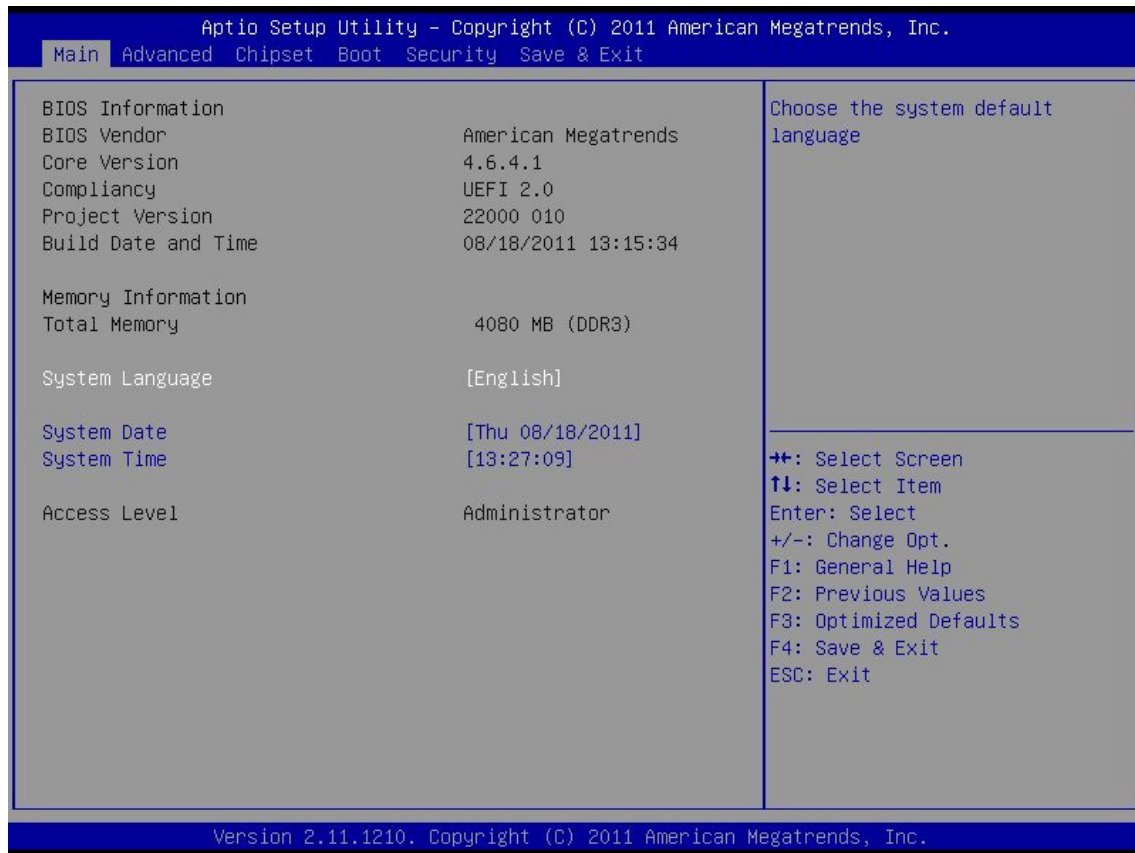 Aptio Setup Utility – Copyright (C) 2011 American Megatrends, Inc.
Main Advanced Chipset Boot Security Save & Exit
BIOS Information
BIOS Vendor American Megatrends
Core Version 4.6.4.1
Compliancy UEFI 2.0
Project Version 22000 010
Build Date and Time 08/18/2011 13:15:34
Memory Information
Total Memory 4080 MB (DDR3)
System Language [English]
System Date [Thu 08/18/2011]
System Time [13:27:09]
Access Level Administrator
Choose the system default
language
→←: Select Screen
↑↓: Select Item
Enter: Select
+/-: Change Opt.
F1: General Help
F2: Previous Values
F3: Optimized Defaults
F4: Save & Exit
ESC: Exit
Version 2.11.1210. Copyright (C) 2011 American Megatrends, Inc.